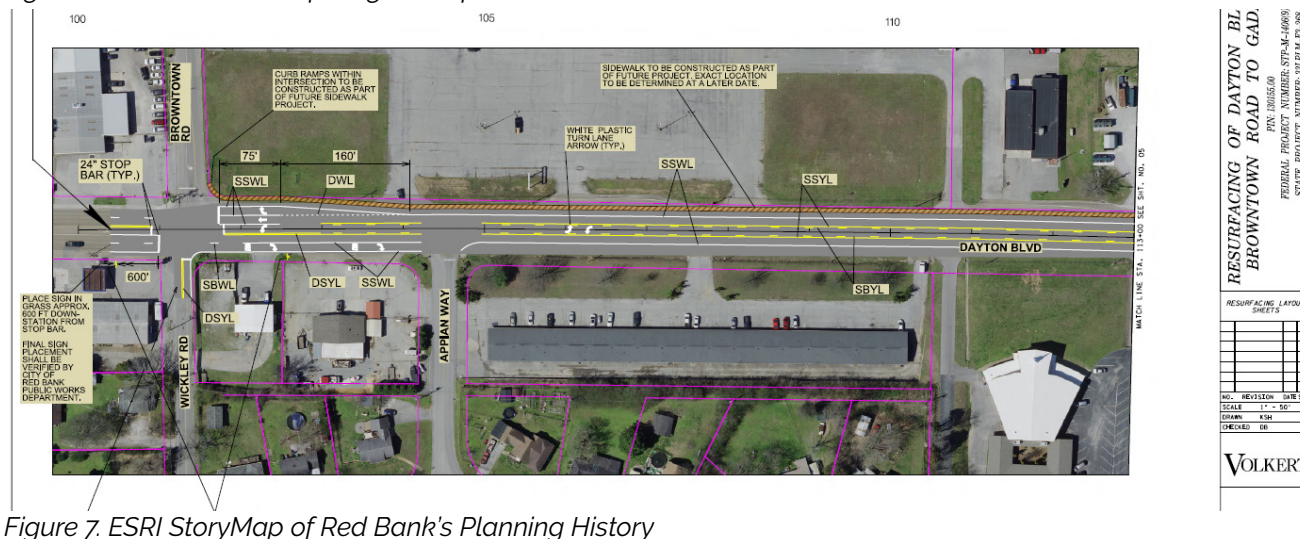 100
105
110
BROWNTOWN
RD
CURB RAMPS WITHIN
INTERSECTION TO BE
CONSTRUCTED AS PART
OF FUTURE SIDEWALK
PROJECT.
SIDEWALK TO BE CONSTRUCTED AS PART
OF FUTURE PROJECT. EXACT LOCATION
TO BE DETERMINED AT A LATER DATE.
WHITE PLASTIC
TURN LANE
ARROW (TYP.)
24" STOP
BAR (TYP.)
75'
160'
SSWL
DWL
SSWL
SSYL
DAYTON BLVD
600'
SBWL
DSYL
SSWL
SBYL
DSYL
PLACE SIGN IN
GRASS APPROX.
600 FT DOWN-
STATION FROM
STOP BAR.
FINAL SIGN
PLACEMENT
SHALL BE
VERIFIED BY
CITY OF
RED BANK
PUBLIC WORKS
DEPARTMENT.
WICKLEY RD
APPIAN WAY
MATCH LINE STA. 113+00 SEE SHT. NO. 05
RESURFACING OF DAYTON BL
BROWNTOWN ROAD TO GAD.
PIN: 130155.00
FEDERAL PROJECT NUMBER: STP-M-1406(9)
RESURFACING LAYOU
SHEETS
NO. REVISION DATE
SCALE 1" = 50'
DRAWN KSH
CHECKED DB
VOLKERT
Figure 7. ESRI StoryMap of Red Bank's Planning History